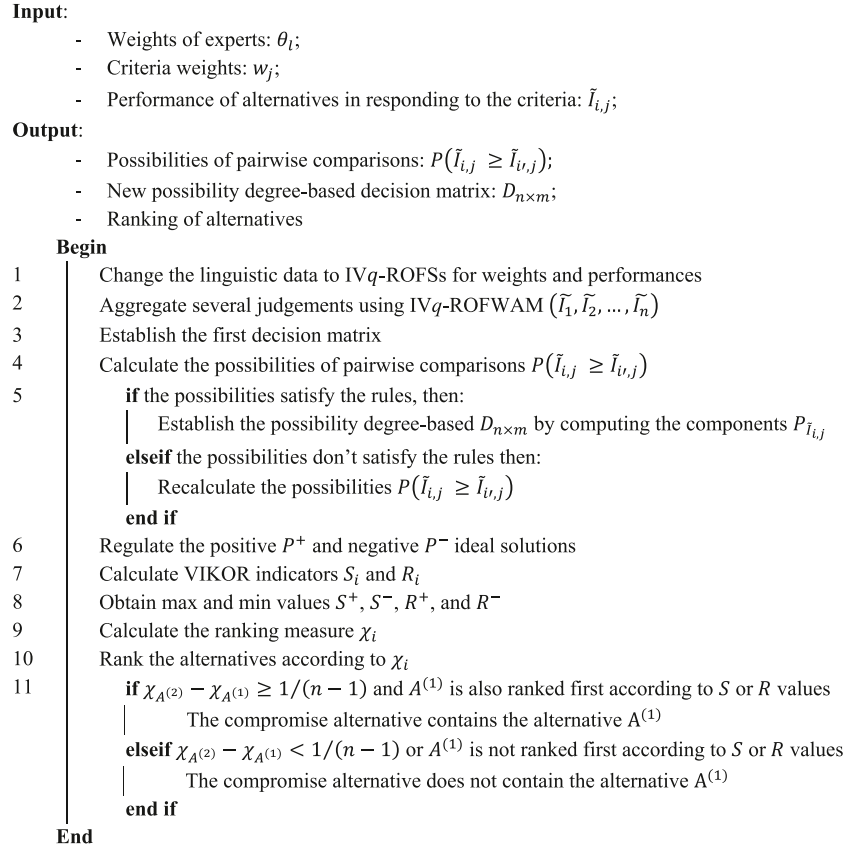 Input:
- Weights of experts: θ_l;
- Criteria weights: w_j;
- Performance of alternatives in responding to the criteria: Ĩ_{i,j};
Output:
- Possibilities of pairwise comparisons: P(Ĩ_{i,j} ≥ Ĩ_{i′,j});
- New possibility degree-based decision matrix: D_{n×m};
- Ranking of alternatives
Begin
1 Change the linguistic data to IVq-ROFSs for weights and performances
2 Aggregate several judgements using IVq-ROFWAM (Ĩ_1, Ĩ_2, … , Ĩ_n)
3 Establish the first decision matrix
4 Calculate the possibilities of pairwise comparisons P(Ĩ_{i,j} ≥ Ĩ_{i′,j})
5 if the possibilities satisfy the rules, then:
Establish the possibility degree-based D_{n×m} by computing the components P_{Ĩ_{i,j}}
elseif the possibilities don't satisfy the rules then:
Recalculate the possibilities P(Ĩ_{i,j} ≥ Ĩ_{i′,j})
end if
6 Regulate the positive P⁺ and negative P⁻ ideal solutions
7 Calculate VIKOR indicators S_i and R_i
8 Obtain max and min values S⁺, S⁻, R⁺, and R⁻
9 Calculate the ranking measure χ_i
10 Rank the alternatives according to χ_i
11 if χ_{A^{(2)}} − χ_{A^{(1)}} ≥ 1/(n − 1) and A^{(1)} is also ranked first according to S or R values
The compromise alternative contains the alternative A^{(1)}
elseif χ_{A^{(2)}} − χ_{A^{(1)}} < 1/(n − 1) or A^{(1)} is not ranked first according to S or R values
The compromise alternative does not contain the alternative A^{(1)}
end if
End